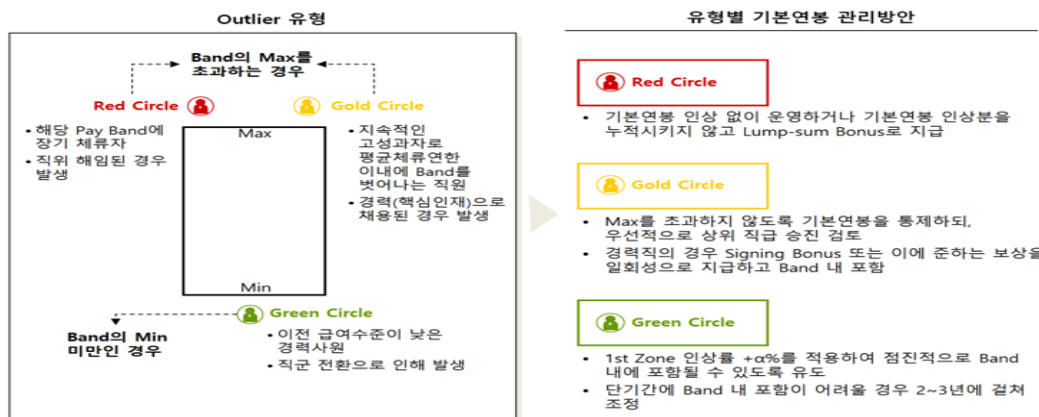 Outlier 유형
Band의 Max를
초과하는 경우
Red Circle
Gold Circle
• 해당 Pay Band에
장기 체류자
• 직위 해임된 경우
발생
Max
• 지속적인
고성과자로
평균체류연한
이내에 Band를
벗어나는 직원
• 경력(핵심인재)으로
채용된 경우 발생
Min
Green Circle
Band의 Min
미만인 경우
• 이전 급여수준이 낮은
경력사원
• 직군 전환으로 인해 발생
유형별 기본연봉 관리방안
Red Circle
• 기본연봉 인상 없이 운영하거나 기본연봉 인상분을
누적시키지 않고 Lump-sum Bonus로 지급
Gold Circle
• Max를 초과하지 않도록 기본연봉을 통제하되,
우선적으로 상위 직급 승진 검토
• 경력직의 경우 Signing Bonus 또는 이에 준하는 보상을
일회성으로 지급하고 Band 내 포함
Green Circle
• 1st Zone 인상률 +α%를 적용하여 점진적으로 Band
내에 포함될 수 있도록 유도
• 단기간에 Band 내 포함이 어려울 경우 2~3년에 걸쳐
조정